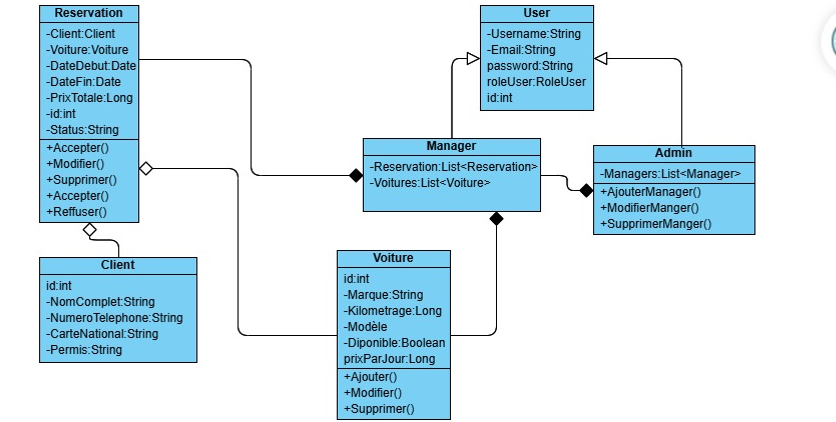 Reservation
-Client:Client
-Voiture:Voiture
-DateDebut:Date
-DateFin:Date
-PrixTotale:Long
-id:int
-Status:String
+Accepter()
+Modifier()
+Supprimer()
+Accepter()
+Reffuser()
User
-Username:String
-Email:String
password:String
roleUser:RoleUser
id:int
Manager
-Reservation:List<Reservation>
-Voitures:List<Voiture>
Admin
-Managers:List<Manager>
+AjouterManager()
+ModifierManger()
+SupprimerManger()
Client
id:int
-NomComplet:String
-NumeroTelephone:String
-CarteNational:String
-Permis:String
Voiture
id:int
-Marque:String
-Kilometrage:Long
-Modèle
-Diponible:Boolean
prixParJour:Long
+Ajouter()
+Modifier()
+Supprimer()